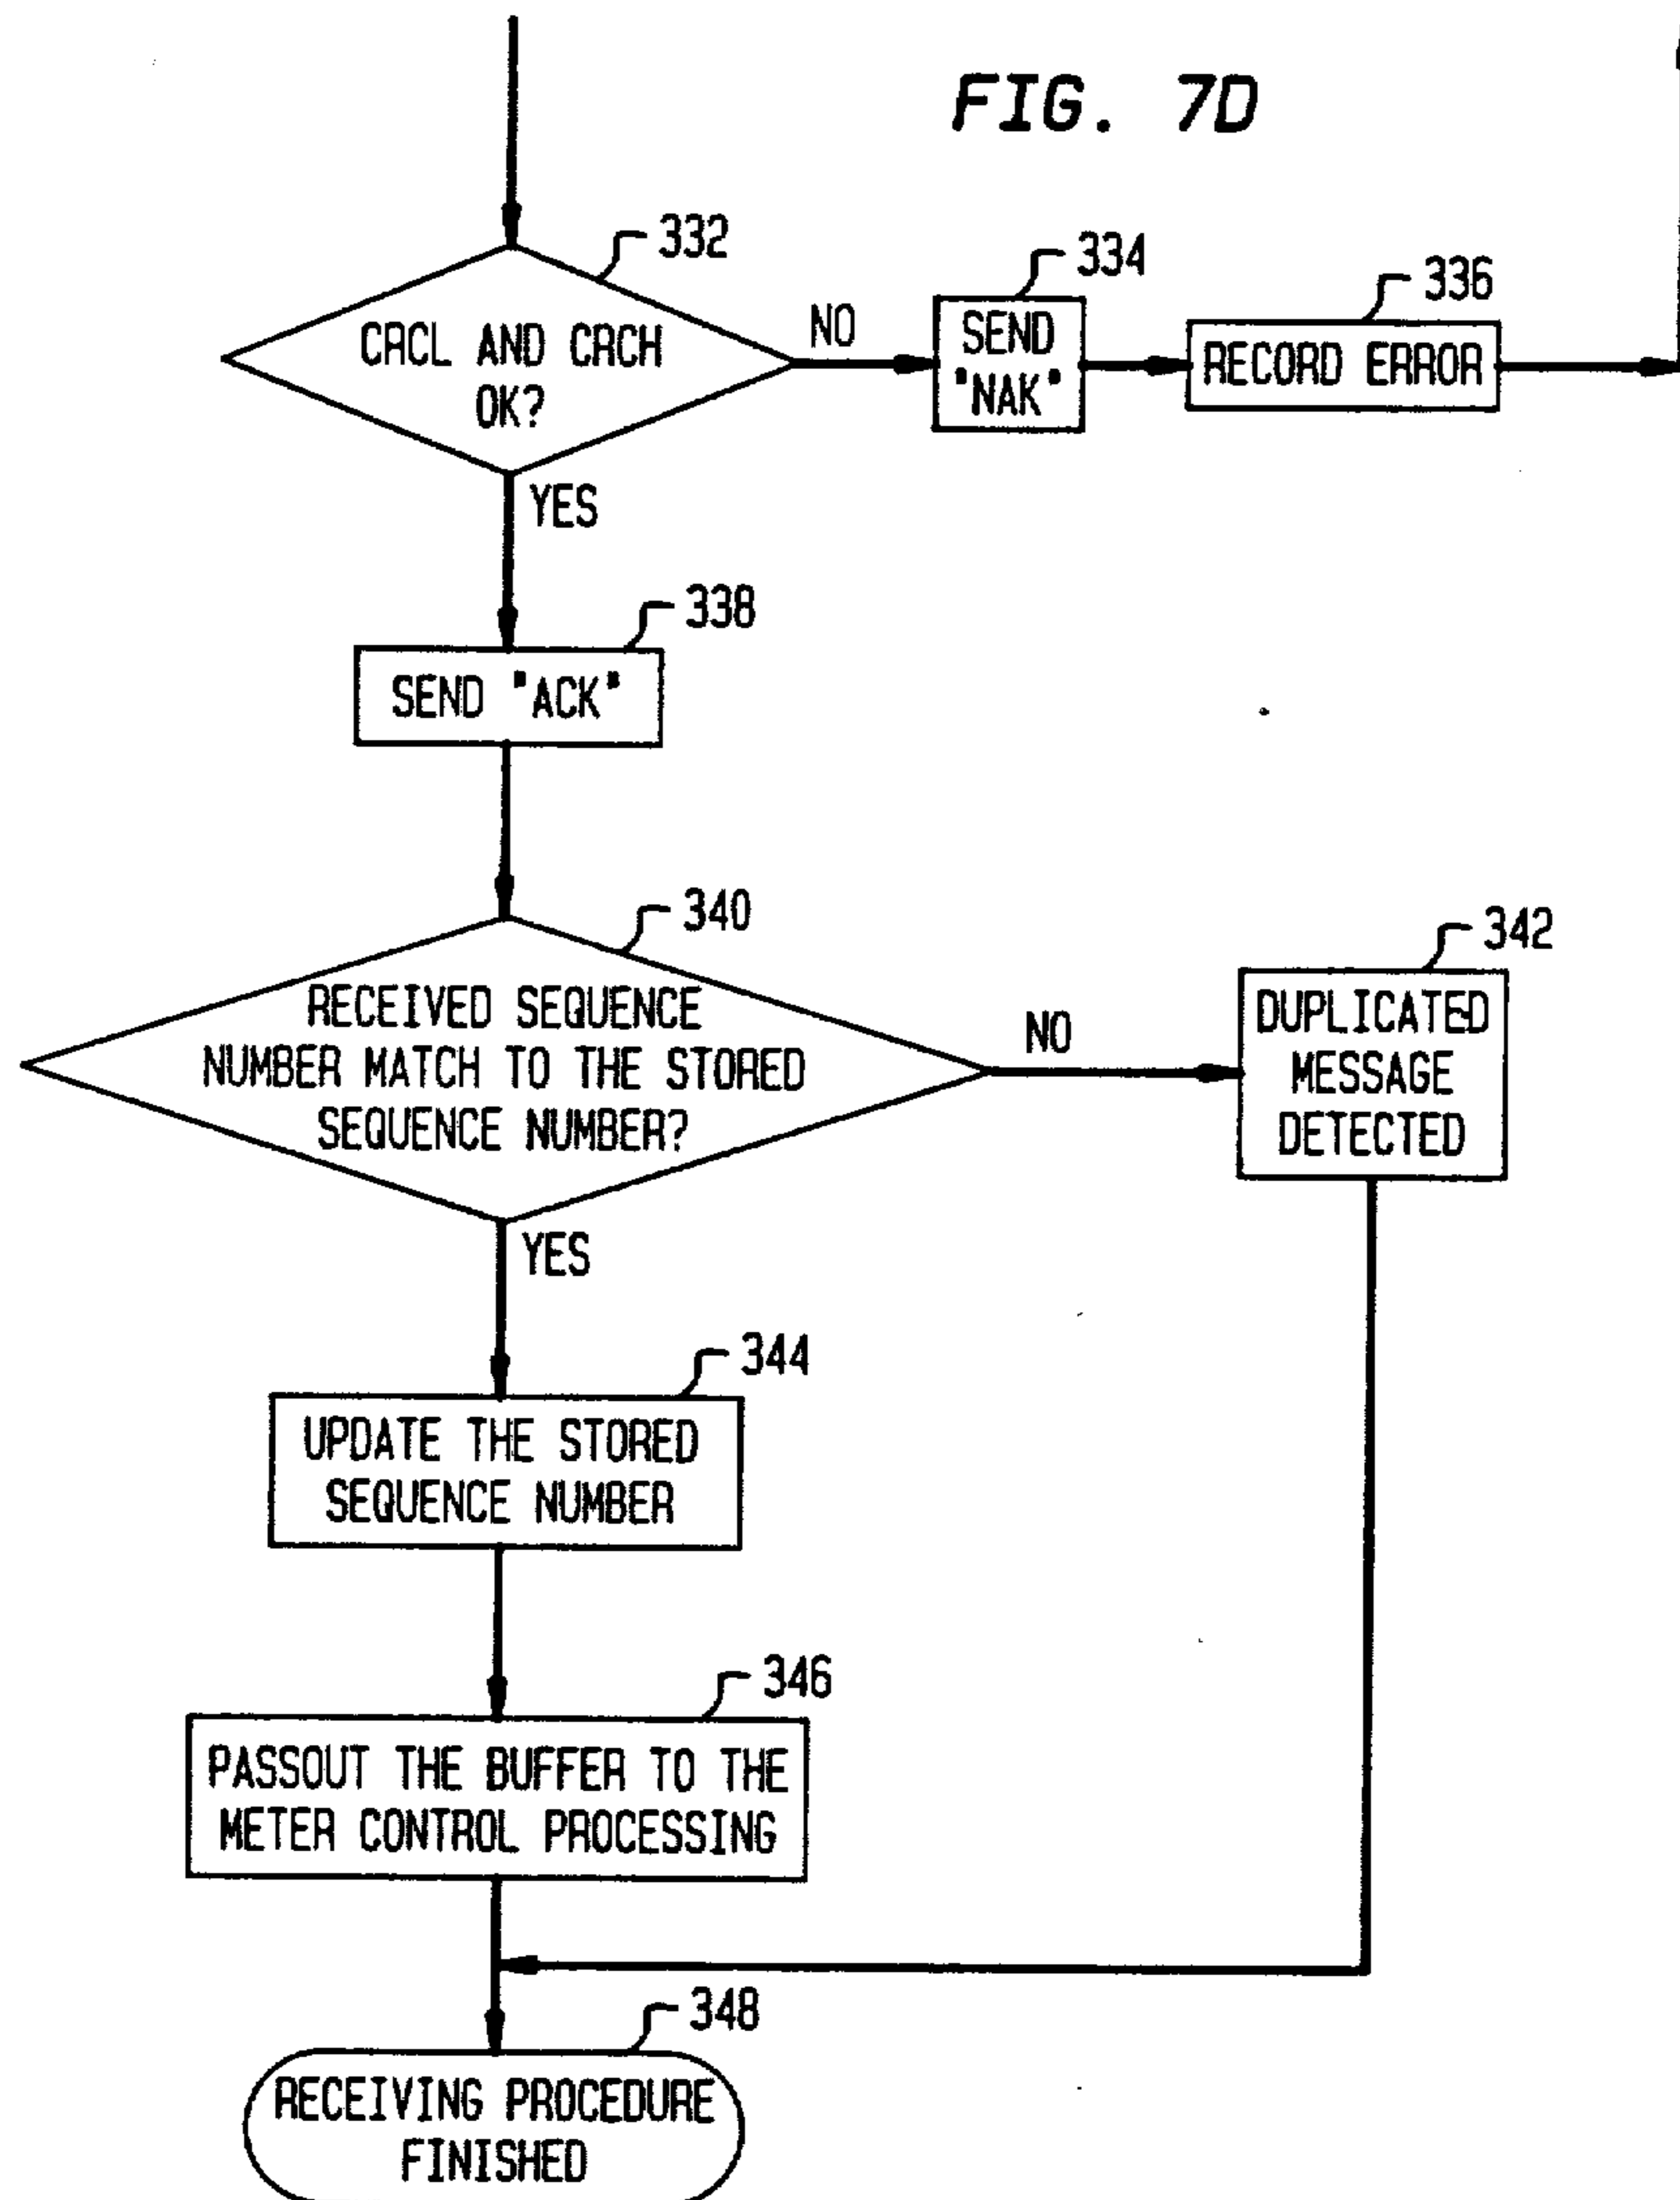 FIG. 7D
332
CRCL AND CRCH
OK?
NO
334
SEND
"NAK"
336
RECORD ERROR
YES
338
SEND "ACK"
340
RECEIVED SEQUENCE
NUMBER MATCH TO THE STORED
SEQUENCE NUMBER?
NO
342
DUPLICATED
MESSAGE
DETECTED
YES
344
UPDATE THE STORED
SEQUENCE NUMBER
346
PASSOUT THE BUFFER TO THE
METER CONTROL PROCESSING
348
RECEIVING PROCEDURE
FINISHED